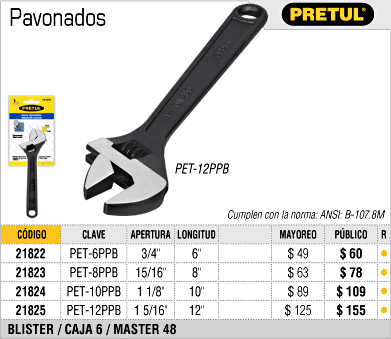 Pavonados
PRETUL®
PRETUL
PET-12PPB
Cumplen con la norma: ANSI: B-107.8M
CÓDIGO CLAVE APERTURA LONGITUD MAYOREO PÚBLICO R
21822 PET-6PPB 3/4" 6" $ 49 $ 60
21823 PET-8PPB 15/16" 8" $ 63 $ 78
21824 PET-10PPB 1 1/8" 10" $ 89 $ 109
21825 PET-12PPB 1 5/16" 12" $ 125 $ 155
BLISTER / CAJA 6 / MASTER 48